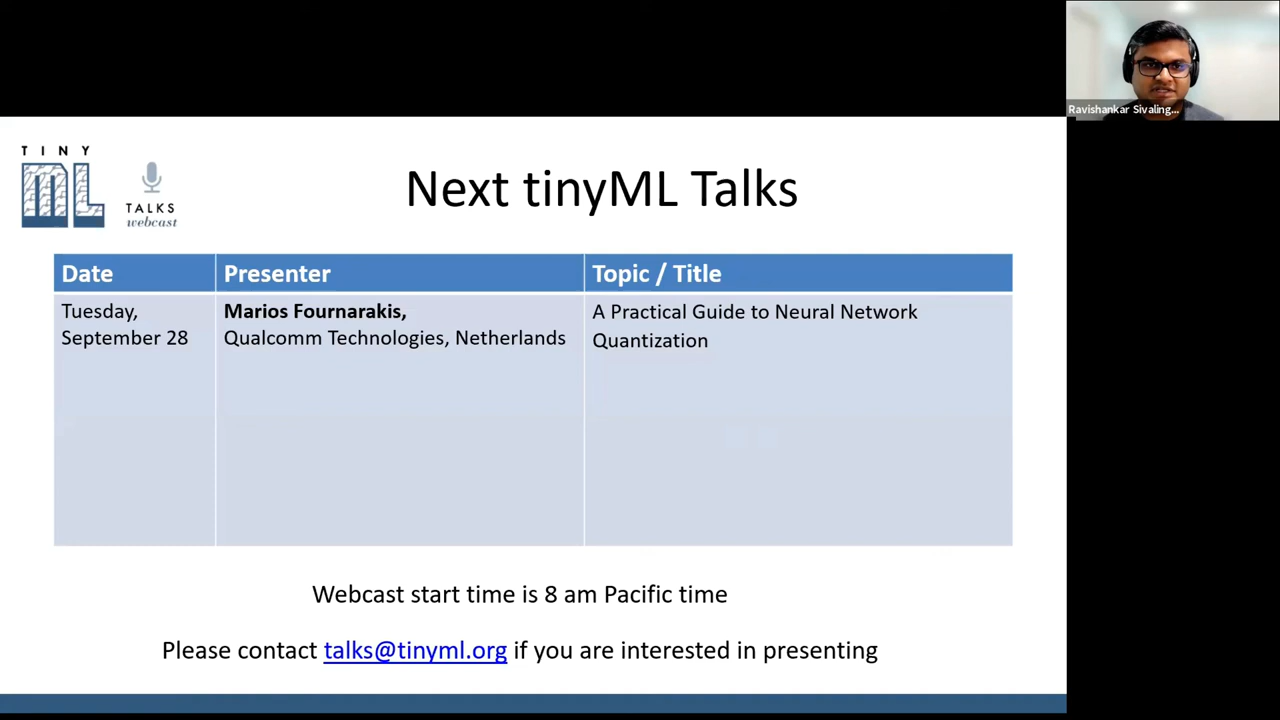 Ravishankar Sivaling...
TINY
ML
TALKS
webcast
Next tinyML Talks
Date
Presenter
Topic / Title
Tuesday,
September 28
Marios Fournarakis,
Qualcomm Technologies, Netherlands
A Practical Guide to Neural Network
Quantization
Webcast start time is 8 am Pacific time
Please contact talks@tinyml.org if you are interested in presenting